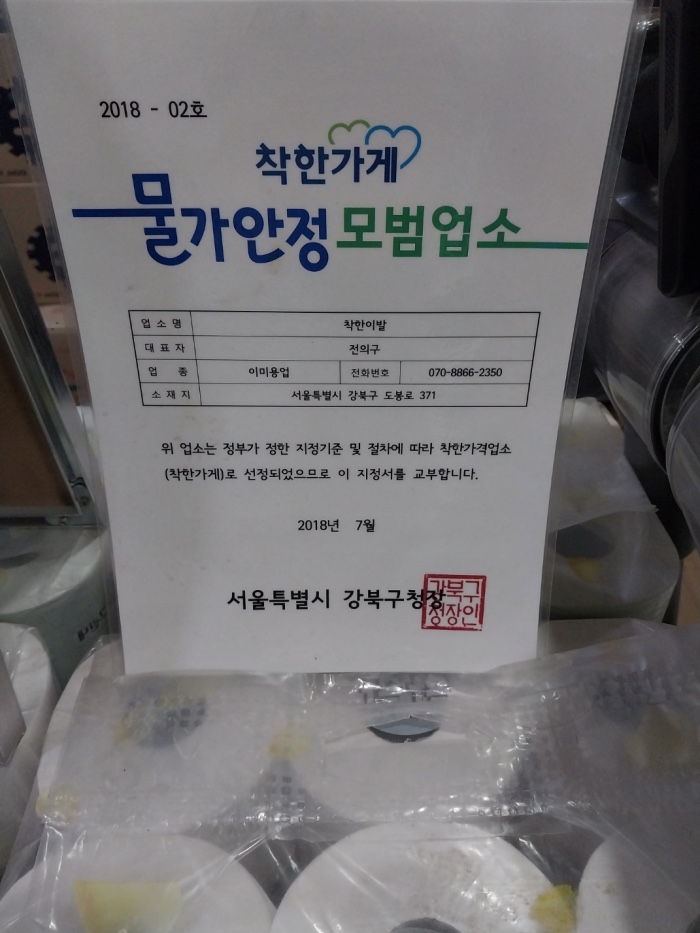 2018 - 02호
착한가게
물가안정 모범업소
업 소 명 착한이발
대 표 자 전의구
업 종 이미용업 전화번호 070-8866-2350
소 재 지 서울특별시 강북구 도봉로 371
위 업소는 정부가 정한 지정기준 및 절차에 따라 착한가격업소
(착한가게)로 선정되었으므로 이 지정서를 교부합니다.
2018년 7월
서울특별시 강북구청장
강북구
청장인